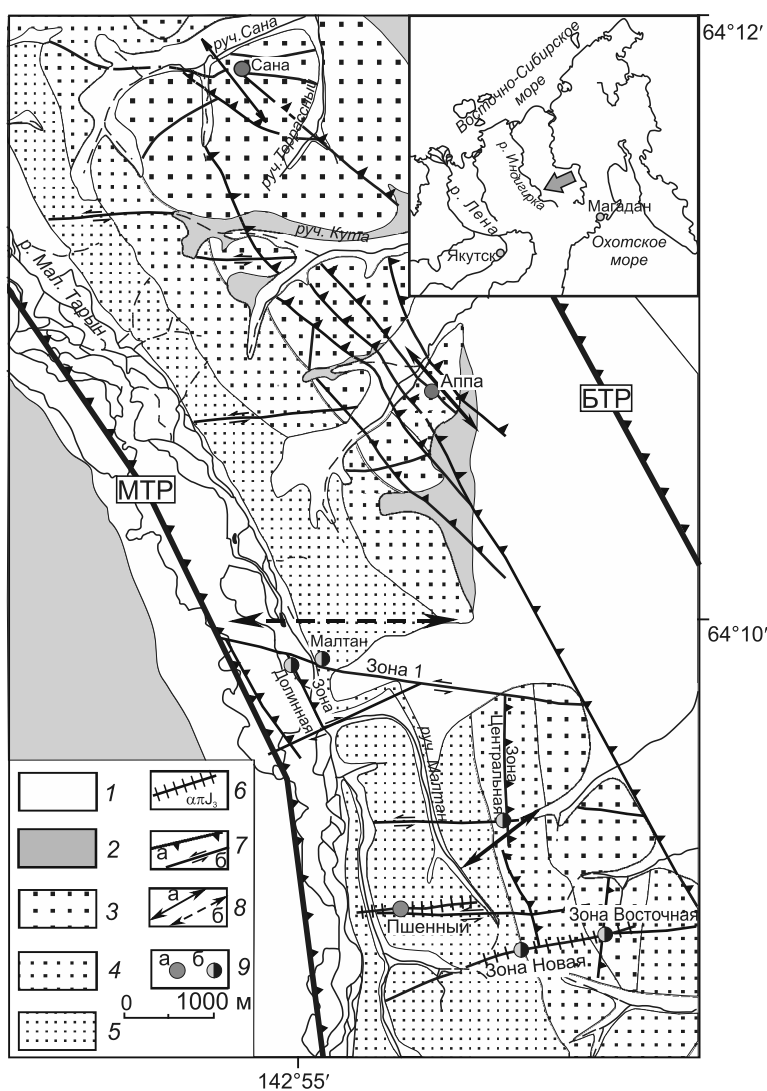 64°12′
руч. Сана
Сана
руч. Террасный
руч. Купа
р. Мал. Тарын
Восточно-Сибирское
море
р. Индигирка
р. Лена
Якутск
Магадан
Охотское
море
Аппа
БТР
МТР
64°10′
Малтан
Зона 1
Зона
Долинная
руч. Малтан
Зона
Центральная
Пшенный
Зона Восточная
Зона Новая
1
2
3
4
5
απJ₃
6
а
б
7
а
б
8
а б
9
0 1000 м
142°55′